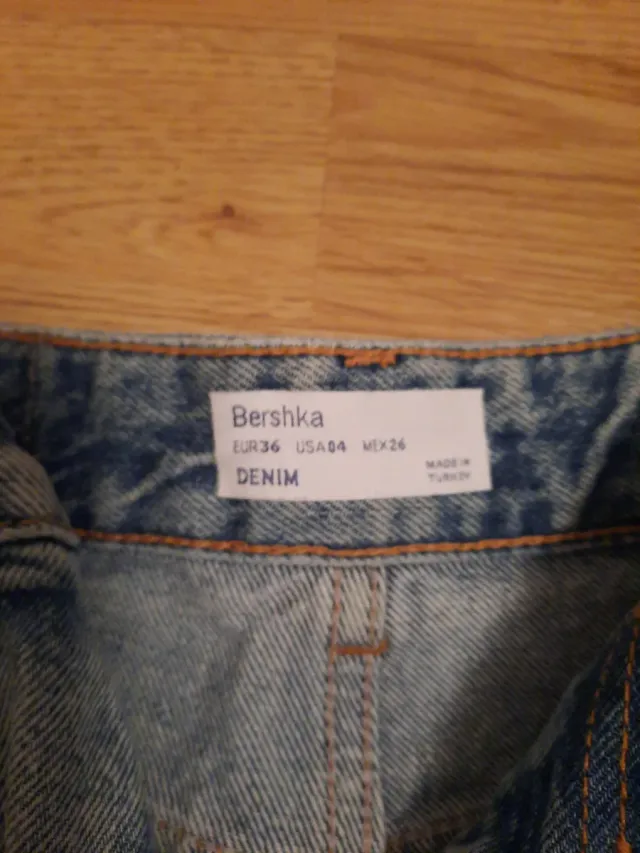 Bershka
EUR36 USA04 MEX26
DENIM
MADE IN
TURKEY